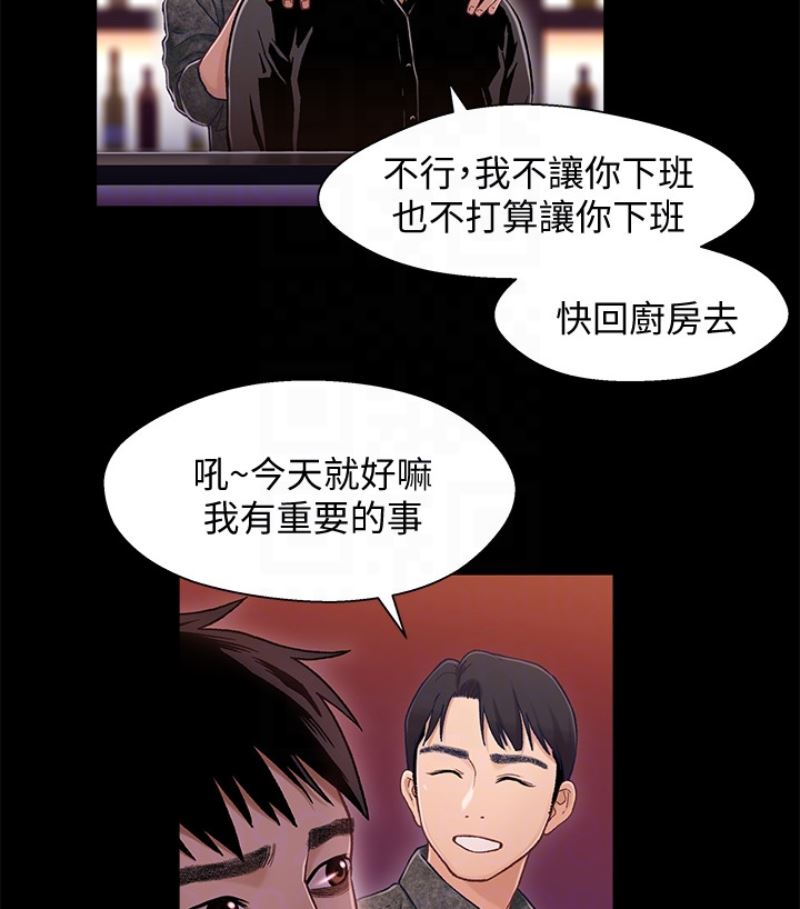 不行，我不讓你下班
也不打算讓你下班
快回廚房去
吼~今天就好嘛
我有重要的事